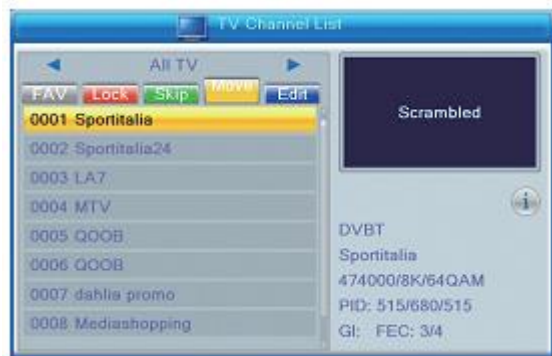 TV Channel List
All TV
FAV Lock Skip Move Edit
0001 Sportitalia
0002 Sportitalia24
0003 LA7
0004 MTV
0005 QOOB
0006 QOOB
0007 dahlia promo
0008 Mediashopping
Scrambled
i
DVBT
Sportitalia
474000/8K/64QAM
PID: 515/680/515
GI: FEC: 3/4